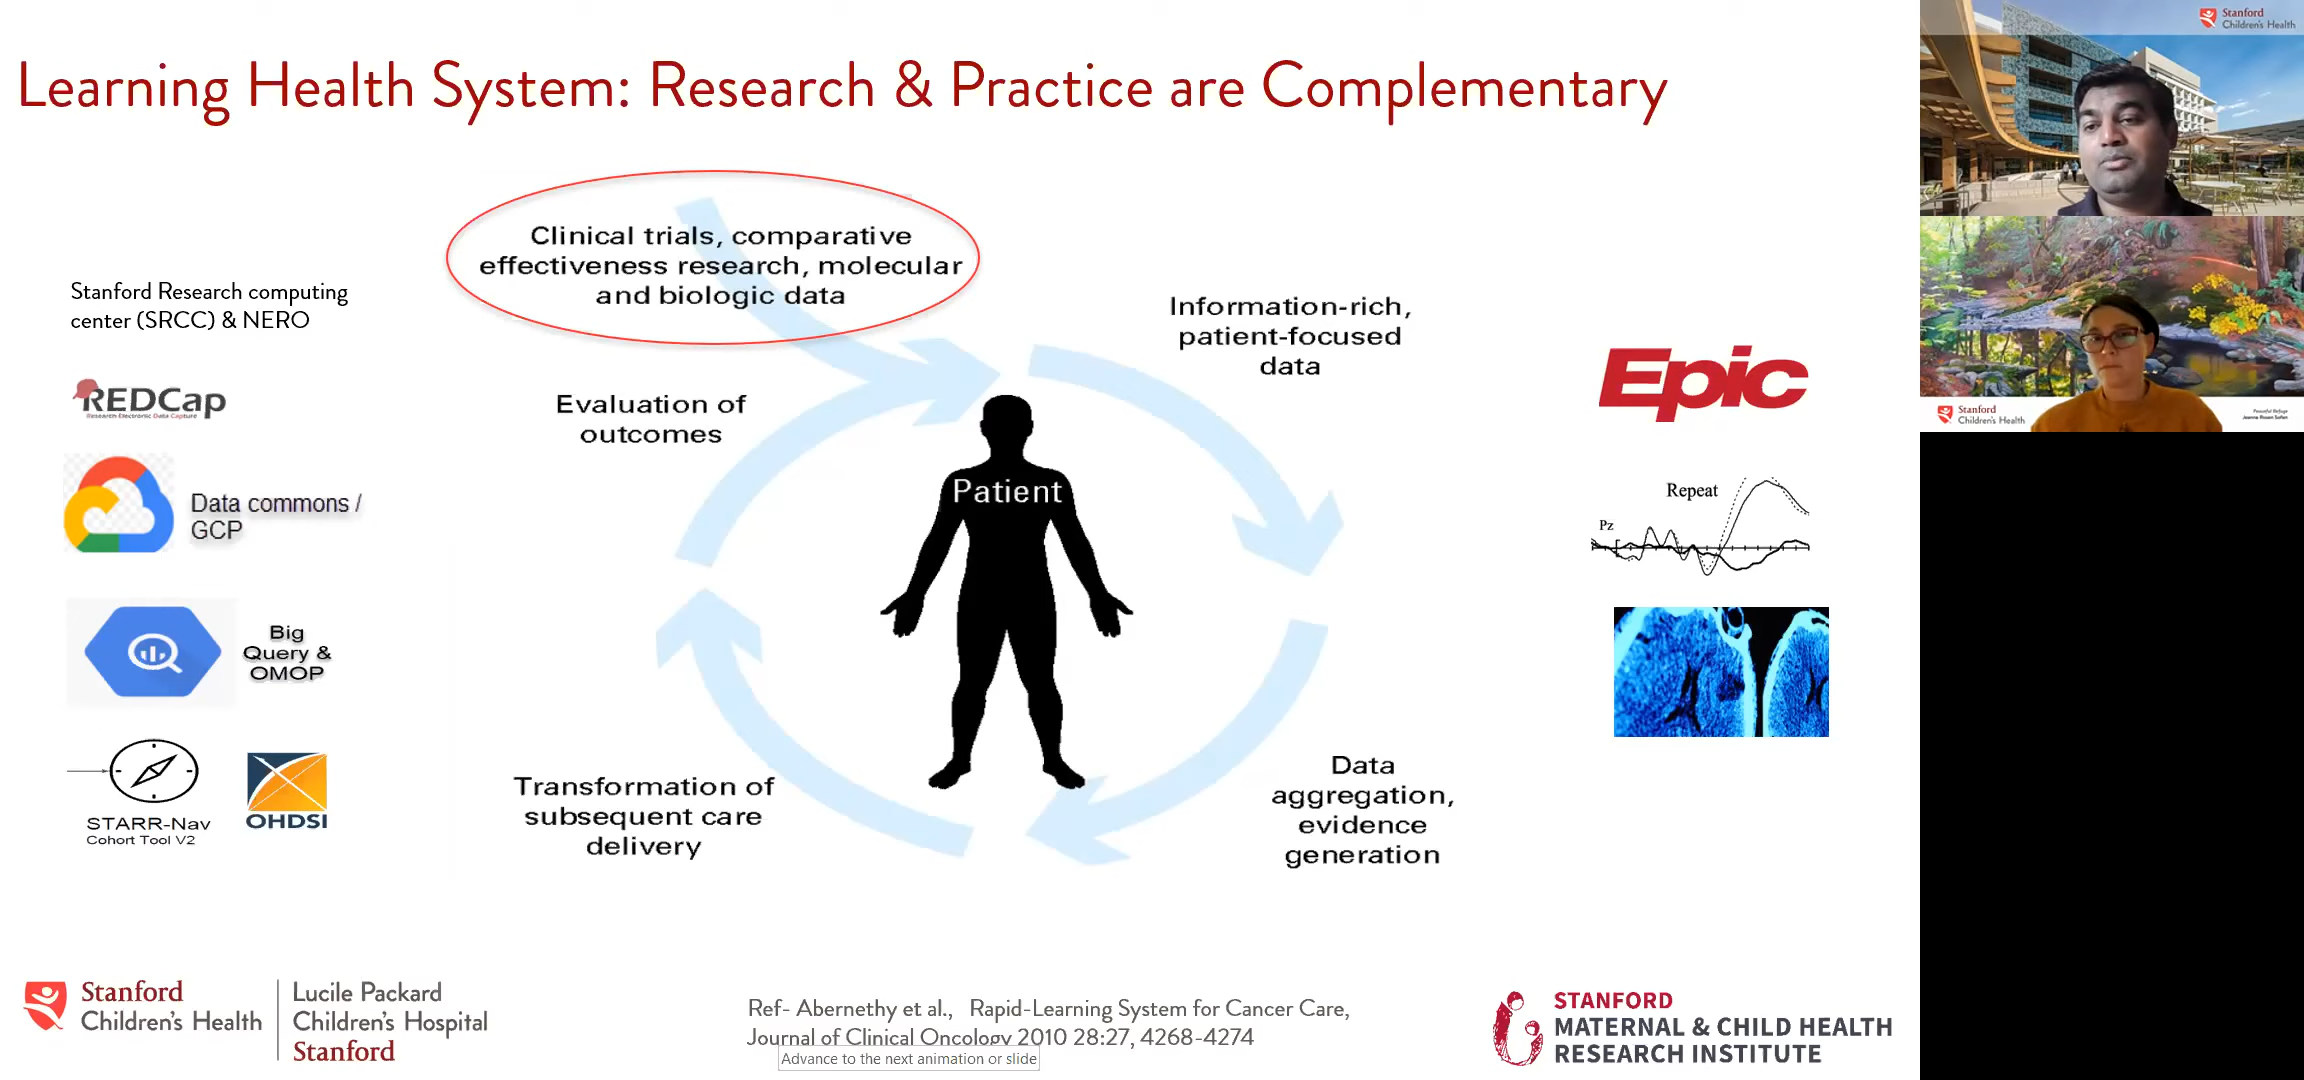 Learning Health System: Research & Practice are Complementary
Clinical trials, comparative
effectiveness research, molecular
and biologic data
Stanford Research computing
center (SRCC) & NERO
Information-rich,
patient-focused
data
REDCap
Research Electronic Data Capture
Evaluation of
outcomes
Epic
Patient
Data commons /
GCP
Repeat
Pz
Big
Query &
OMOP
Transformation of
subsequent care
delivery
Data
aggregation,
evidence
generation
STARR-Nav
Cohort Tool V2
OHDSI
Stanford
Children's Health
Lucile Packard
Children's Hospital
Stanford
Ref- Abernethy et al., Rapid-Learning System for Cancer Care,
Journal of Clinical Oncology 2010 28:27, 4268-4274
Advance to the next animation or slide
STANFORD
MATERNAL & CHILD HEALTH
RESEARCH INSTITUTE
Stanford
Children's Health
Stanford
Children's Health
Peaceful Refuge